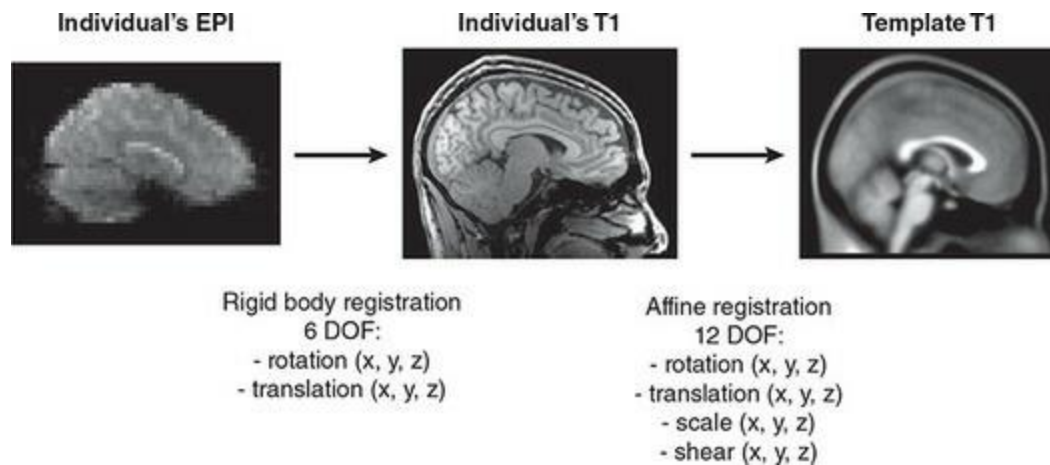 Individual's EPI
Individual's T1
Template T1
Rigid body registration
6 DOF:
- rotation (x, y, z)
- translation (x, y, z)
Affine registration
12 DOF:
- rotation (x, y, z)
- translation (x, y, z)
- scale (x, y, z)
- shear (x, y, z)